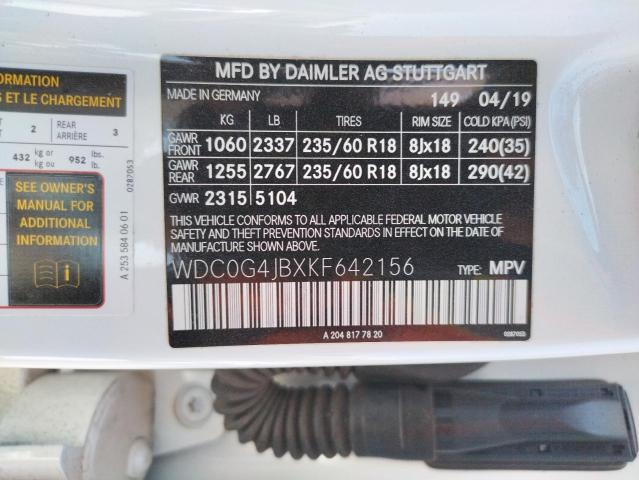 ORMATION
S ET LE CHARGEMENT
2 REAR ARRIÈRE 3
432 kg or kg ou 952 lbs. lb.
SEE OWNER'S
MANUAL FOR
ADDITIONAL
INFORMATION
0287053
A 253 584 06 01
MFD BY DAIMLER AG STUTTGART
MADE IN GERMANY 149 04/19
KG LB TIRES RIM SIZE COLD KPA(PSI)
GAWR FRONT 1060 2337 235/60 R18 8Jx18 240(35)
GAWR REAR 1255 2767 235/60 R18 8Jx18 290(42)
GVWR 2315 5104
THIS VEHICLE CONFORMS TO ALL APPLICABLE FEDERAL MOTOR VEHICLE
SAFETY AND THEFT PREVENTION STANDARDS IN EFFECT ON THE DATE
OF MANUFACTURE SHOWN ABOVE.
WDC0G4JBXKF642156 TYPE: MPV
A 204 817 78 20 0287053